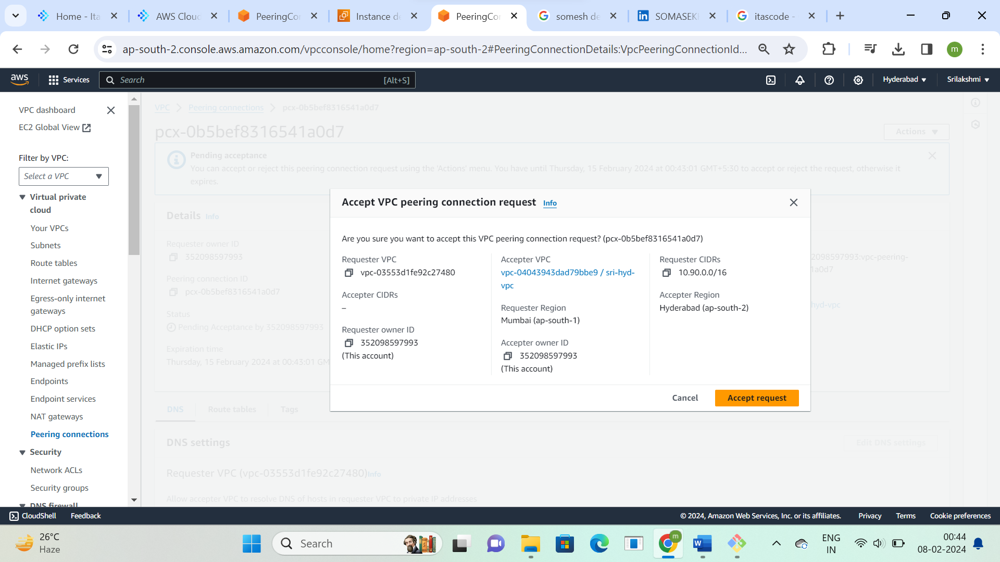 Home - Ita
AWS Cloud
PeeringCon
Instance de
PeeringCon
somesh de
SOMASEKH
itascode -
ap-south-2.console.aws.amazon.com/vpcconsole/home?region=ap-south-2#PeeringConnectionDetails:VpcPeeringConnectionId...
m
aws
Services
Search
[Alt+S]
Hyderabad
Srilakshmi
VPC dashboard
EC2 Global View
Filter by VPC:
Select a VPC
Virtual private
cloud
Your VPCs
Subnets
Route tables
Internet gateways
Egress-only internet
gateways
DHCP option sets
Elastic IPs
Managed prefix lists
Endpoints
Endpoint services
NAT gateways
Peering connections
Security
Network ACLs
Security groups
DNS firewall
VPC
Peering connections
pcx-0b5bef8316541a0d7
pcx-0b5bef8316541a0d7
Actions
Pending acceptance
You can accept or reject this peering connection request using the 'Actions' menu. You have until Thursday, 15 February 2024 at 00:43:01 GMT+5:30 to accept or reject the request, otherwise it
expires.
Details Info
Requester owner ID
352098597993
Peering connection ID
pcx-0b5bef8316541a0d7
Status
Pending Acceptance by 352098597993
Expiration time
Thursday, 15 February 2024 at 00:43:01 GM
2098597993:vpc-peering-
1a0d7
hyd-vpc
Accept VPC peering connection request Info
Are you sure you want to accept this VPC peering connection request? (pcx-0b5bef8316541a0d7)
Requester VPC
vpc-03553d1fe92c27480
Accepter CIDRs
–
Requester owner ID
352098597993
(This account)
Accepter VPC
vpc-04043943dad79bbe9 / sri-hyd-
vpc
Requester Region
Mumbai (ap-south-1)
Accepter owner ID
352098597993
(This account)
Requester CIDRs
10.90.0.0/16
Accepter Region
Hyderabad (ap-south-2)
Cancel
Accept request
DNS
Route tables
Tags
DNS settings
Edit DNS settings
Requester VPC (vpc-03553d1fe92c27480) Info
Allow accepter VPC to resolve DNS of hosts in requester VPC to private IP addresses
CloudShell
Feedback
© 2024, Amazon Web Services, Inc. or its affiliates.
Privacy
Terms
Cookie preferences
26°C
Haze
Search
m
W
ENG
IN
00:44
08-02-2024